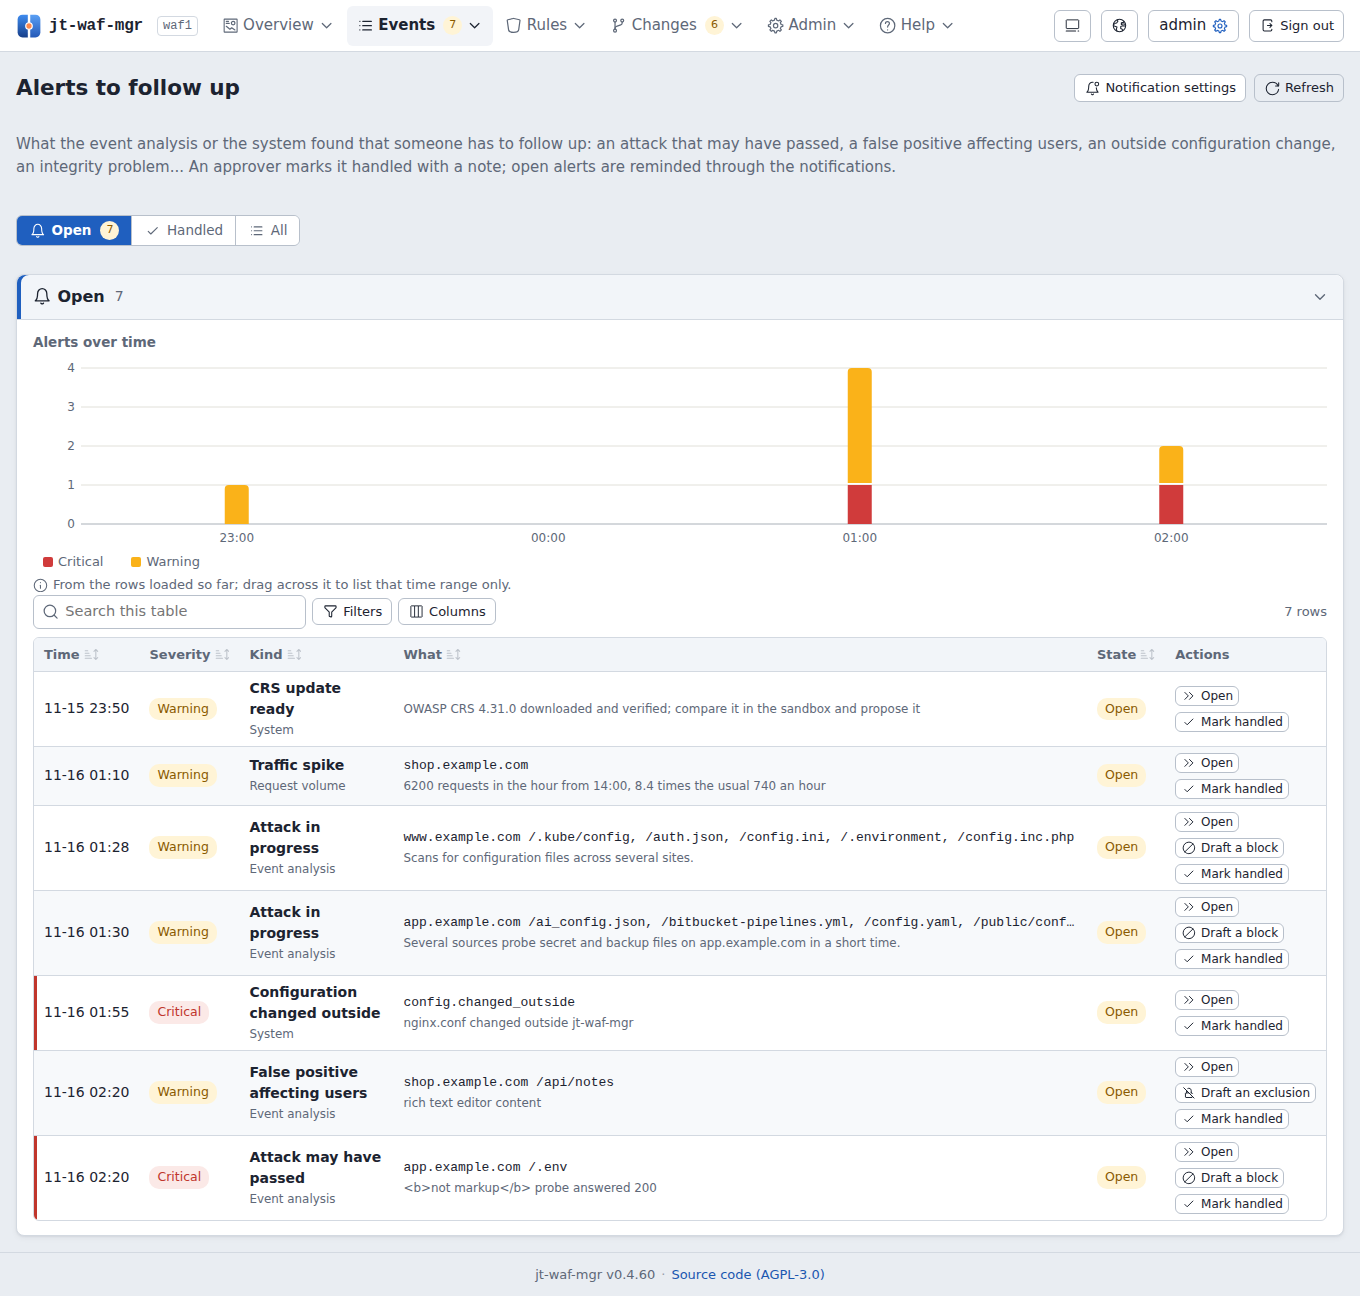 jt-waf-mgr waf1 Overview Events 7 Rules Changes 6 Admin Help admin Sign out
Alerts to follow up
Notification settings Refresh
What the event analysis or the system found that someone has to follow up: an attack that may have passed, a false positive affecting users, an outside configuration change,
an integrity problem... An approver marks it handled with a note; open alerts are reminded through the notifications.
Open 7 Handled All
Open 7
Alerts over time
4
3
2
1
0
23:00 00:00 01:00 02:00
Critical Warning
From the rows loaded so far; drag across it to list that time range only.
Search this table Filters Columns 7 rows
Time Severity Kind What State Actions
11-15 23:50 Warning CRS update ready System OWASP CRS 4.31.0 downloaded and verified; compare it in the sandbox and propose it Open Open Mark handled
11-16 01:10 Warning Traffic spike Request volume shop.example.com 6200 requests in the hour from 14:00, 8.4 times the usual 740 an hour Open Open Mark handled
11-16 01:28 Warning Attack in progress Event analysis www.example.com /.kube/config, /auth.json, /config.ini, /.environment, /config.inc.php Scans for configuration files across several sites. Open Open Draft a block Mark handled
11-16 01:30 Warning Attack in progress Event analysis app.example.com /ai_config.json, /bitbucket-pipelines.yml, /config.yaml, /public/conf… Several sources probe secret and backup files on app.example.com in a short time. Open Open Draft a block Mark handled
11-16 01:55 Critical Configuration changed outside System config.changed_outside nginx.conf changed outside jt-waf-mgr Open Open Mark handled
11-16 02:20 Warning False positive affecting users Event analysis shop.example.com /api/notes rich text editor content Open Open Draft an exclusion Mark handled
11-16 02:20 Critical Attack may have passed Event analysis app.example.com /.env <b>not markup</b> probe answered 200 Open Open Draft a block Mark handled
jt-waf-mgr v0.4.60 · Source code (AGPL-3.0)